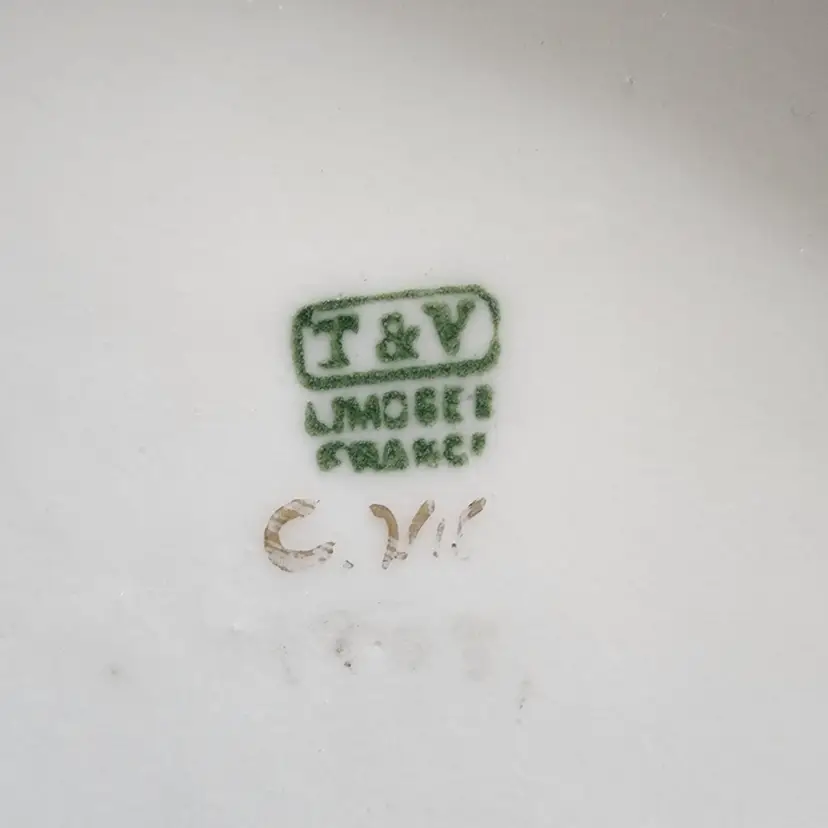 T & V
LIMOGES
FRANCE